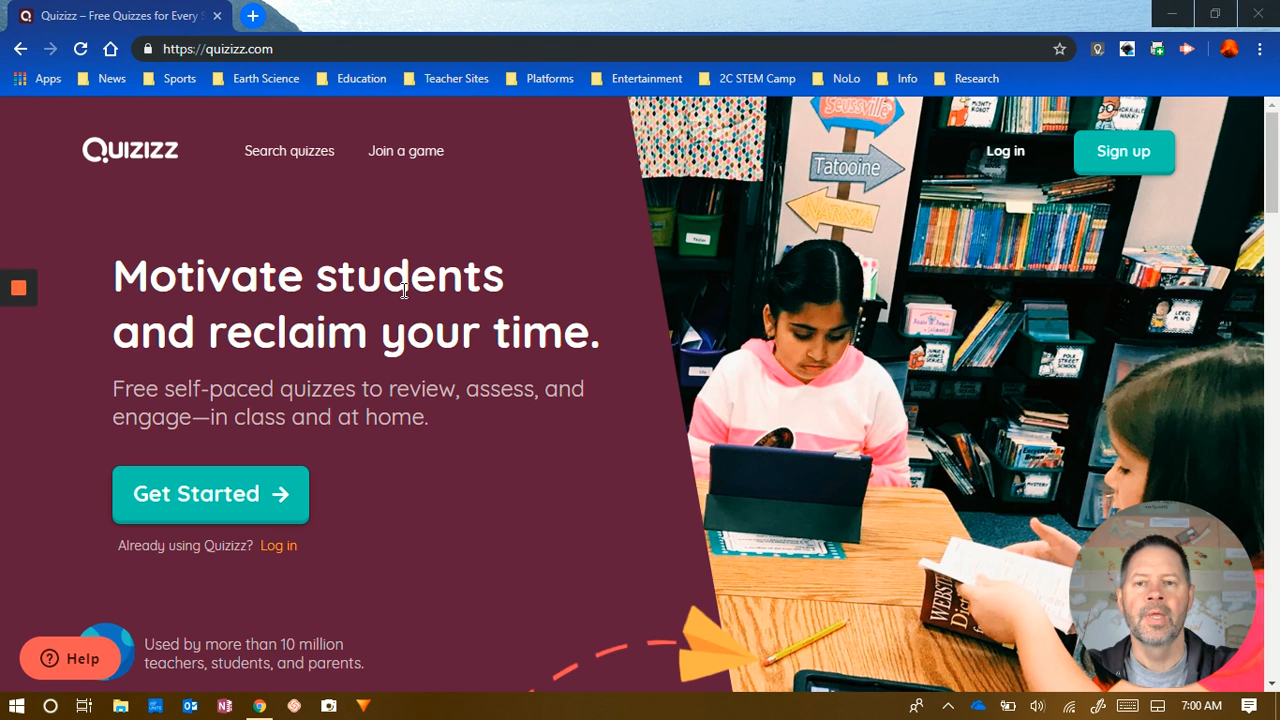 Quizizz – Free Quizzes for Every S
https://quizizz.com
Apps News Sports Earth Science Education Teacher Sites Platforms Entertainment 2C STEM Camp NoLo Info Research
QUIZIZZ Search quizzes Join a game Log in Sign up
Seussville
Tatooine
NARNIA
Motivate students
and reclaim your time.
Free self-paced quizzes to review, assess, and
engage—in class and at home.
Get Started →
Already using Quizizz? Log in
MYSTERY
WEBST
Dict
Used by more than 10 million
teachers, students, and parents.
Help
7:00 AM